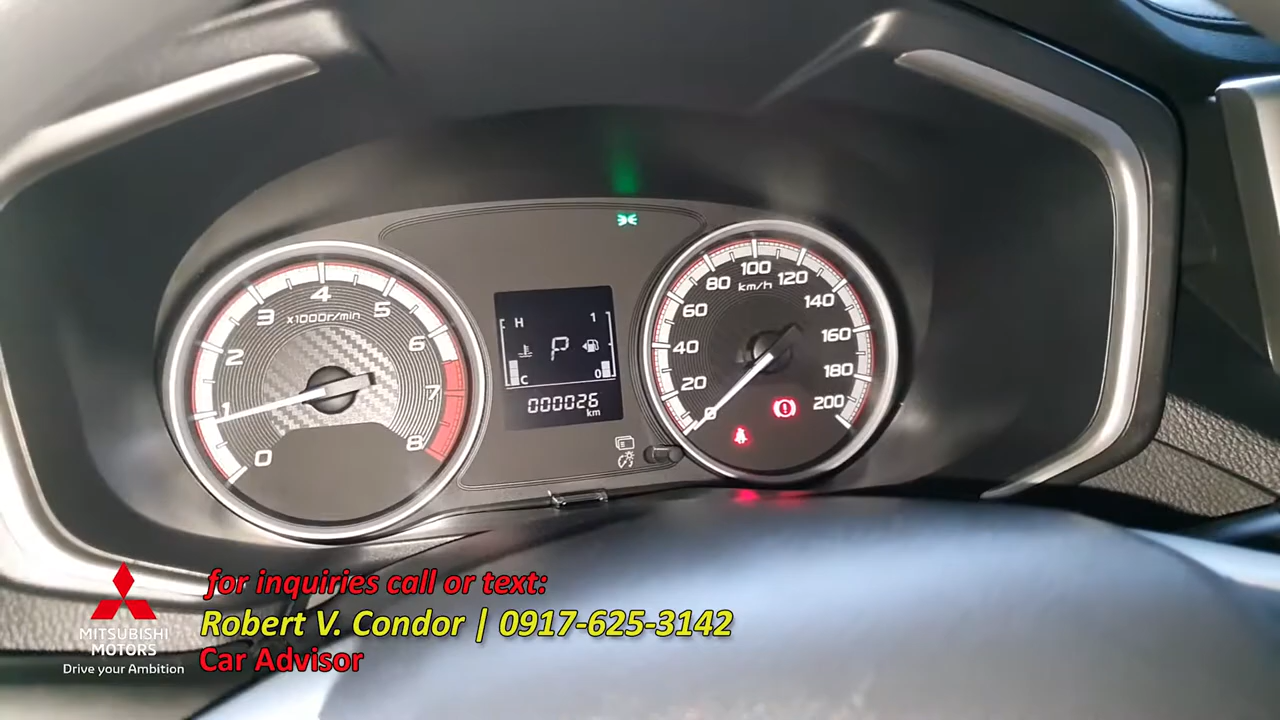 80 100 120
km/h
60 140
40 160
20 180
0 200
4
3 5
x1000r/min
2 6
1 7
0 8
H 1
P
C 0
000026
km
for inquiries call or text:
Robert V. Condor | 0917-625-3142
Car Advisor
MITSUBISHI
MOTORS
Drive your Ambition